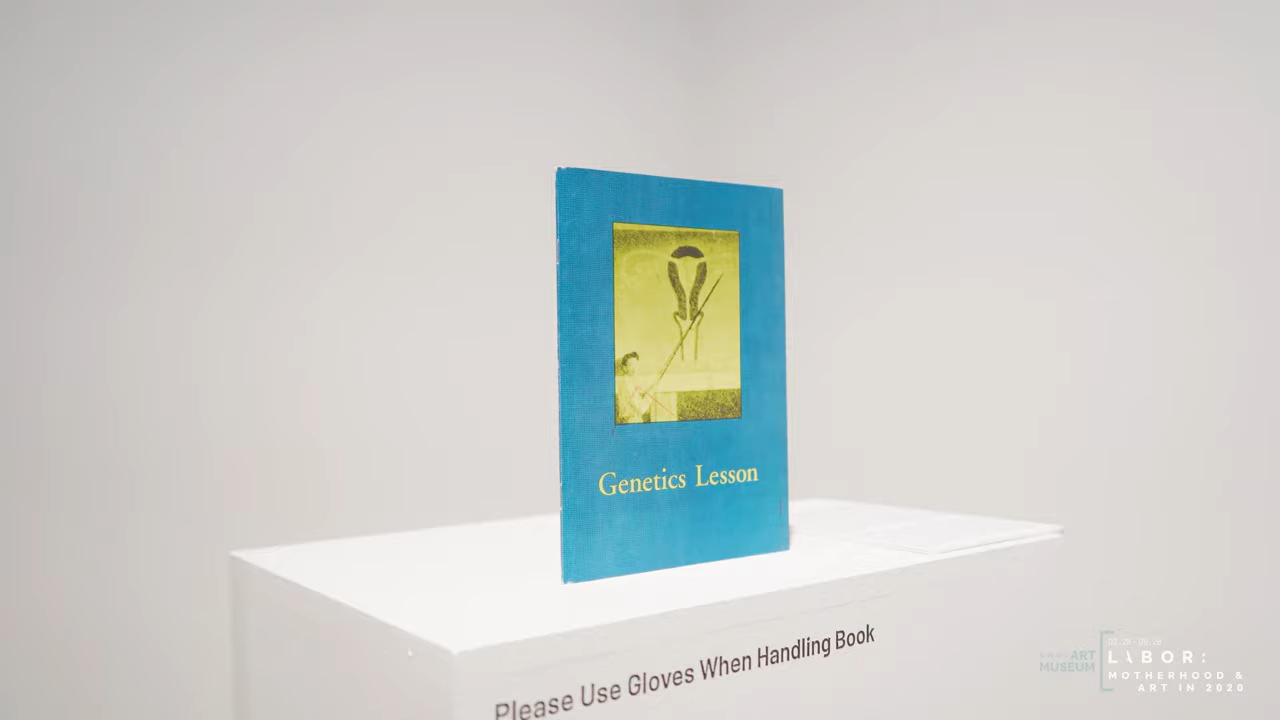 Genetics Lesson
Please Use Gloves When Handling Book
ART
MUSEUM
LABOR:
MOTHERHOOD &
ART IN 2020